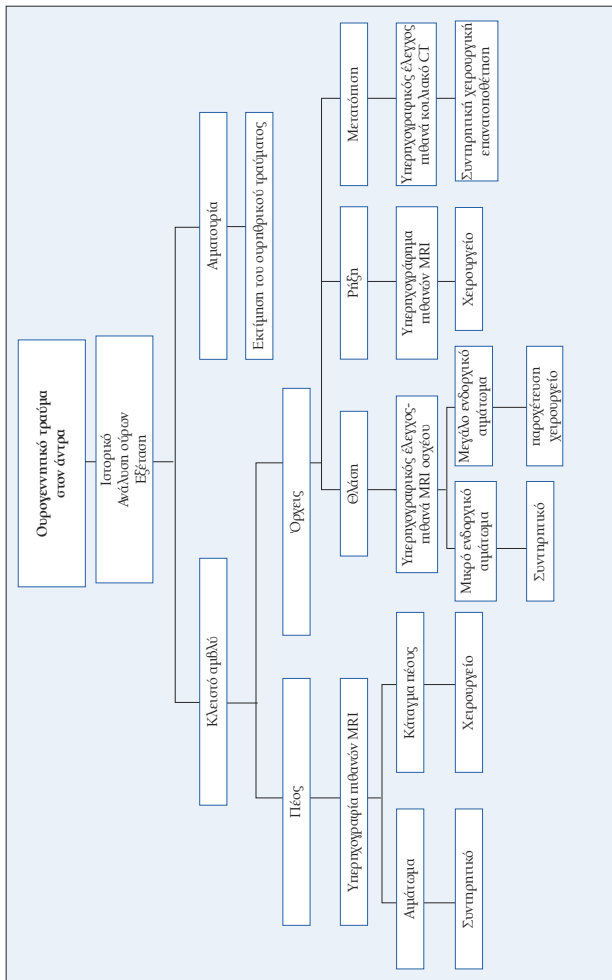 Ουρογεννητικό τραύμα
στον άντρα
Ιστορικό
Ανάλυση ούρων
Εξέταση
Κλειστό αμβλύ
Αιματουρία
Εκτίμηση του ουρηθρικού τραύματος
Πέος
Όρχεις
Υπερηχογραφία πιθανών MRI
Θλάση
Ρήξη
Μετατόπιση
Αιμάτωμα
Κάταγμα πέους
Υπερηχογραφικός έλεγχος-
πιθανά MRI οσχέου
Υπερηχογράφημα
πιθανών MRI
Υπερηχογραφικός έλεγχος
πιθανά κοιλιακό CT
Συντηρητικό
Χειρουργείο
Μικρό ενδορχικό
αιμάτωμα
Μεγάλο ενδορχικό
αιμάτωμα
Χειρουργείο
Συντηρητική χειρουργική
επανατοποθέτηση
Συντηρητικό
παροχέτευση
χειρουργείο